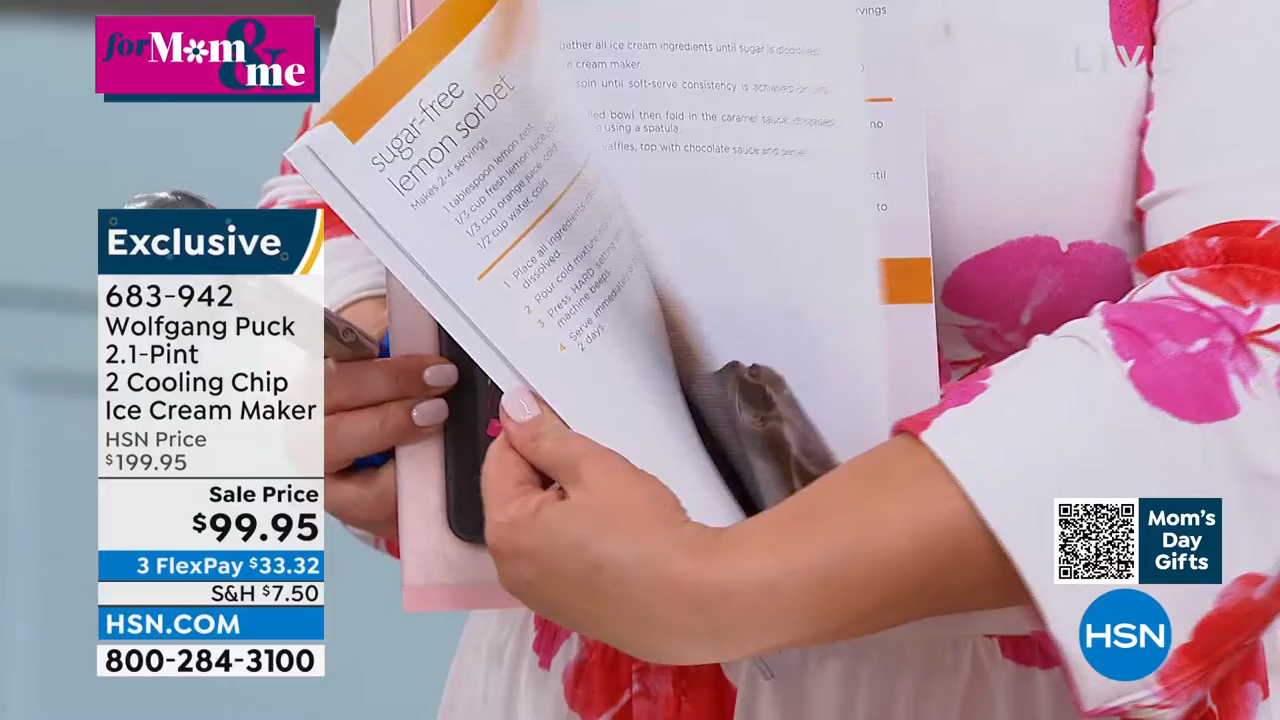 for Mom
& me
LIVE
Exclusive
683-942
Wolfgang Puck
2.1-Pint
2 Cooling Chip
Ice Cream Maker
HSN Price
$199.95
Sale Price
$99.95
3 FlexPay $33.32
S&H $7.50
HSN.COM
800-284-3100
sugar-free
lemon sorbet
Makes 2-4 servings
1 tablespoon lemon zest
1/3 cup fresh lemon juice,
1/3 cup orange juice, cold
1/2 cup water, cold
1 Place all ingredients
dissolved.
2 Pour cold mixture
3 Press HARD setting
machine beeps.
4 Serve immediately
2 days.
gether all ice cream ingredients until sugar is dissolved.
cream maker.
spin until soft-serve consistency is achieved or until
bowl then fold in the caramel sauce
using a spatula.
waffles, top with chocolate sauce and serve
Mom's
Day
Gifts
HSN